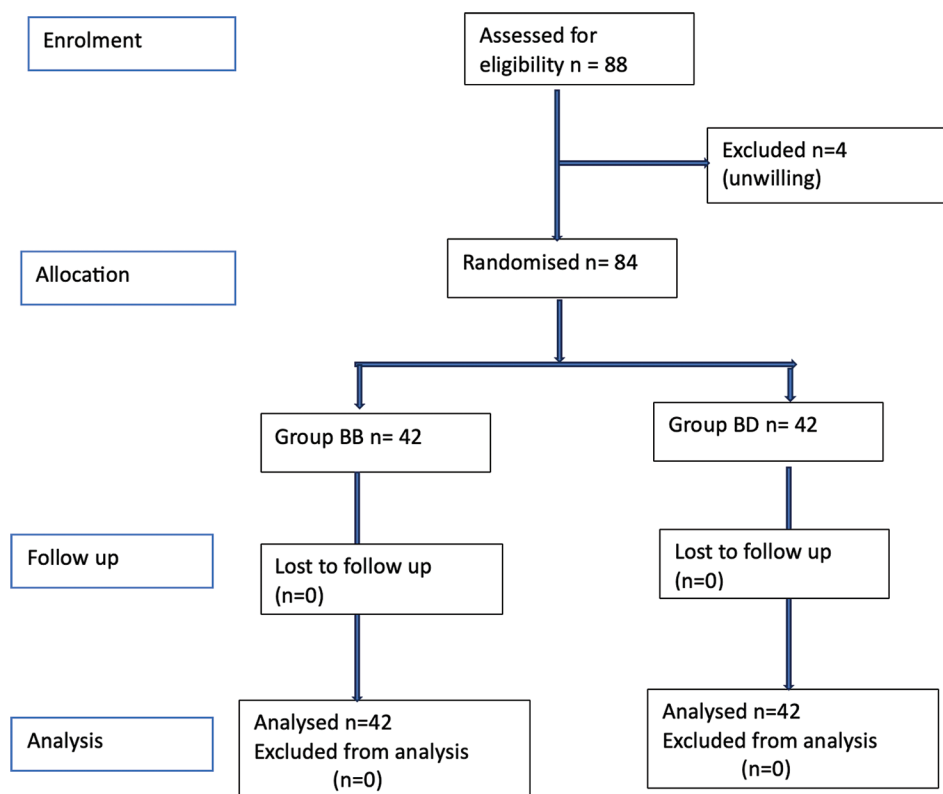 Enrolment
Assessed for
eligibility n = 88
Excluded n=4
(unwilling)
Allocation
Randomised n= 84
Group BB n= 42
Group BD n= 42
Follow up
Lost to follow up
(n=0)
Lost to follow up
(n=0)
Analysis
Analysed n=42
Excluded from analysis
(n=0)
Analysed n=42
Excluded from analysis
(n=0)